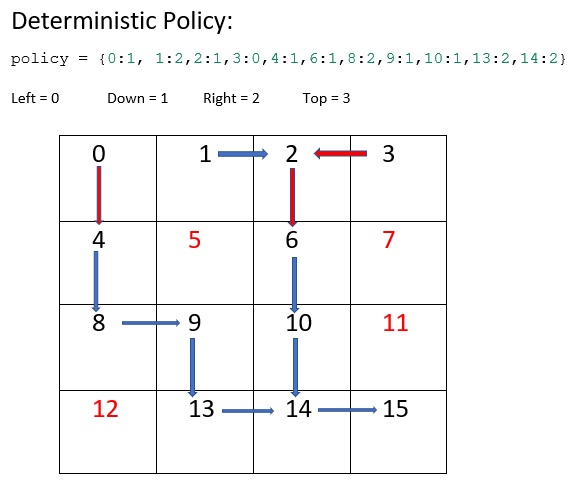 Deterministic Policy:
policy = {0:1, 1:2,2:1,3:0,4:1,6:1,8:2,9:1,10:1,13:2,14:2}
Left = 0 Down = 1 Right = 2 Top = 3
0 1 2 3
4 5 6 7
8 9 10 11
12 13 14 15